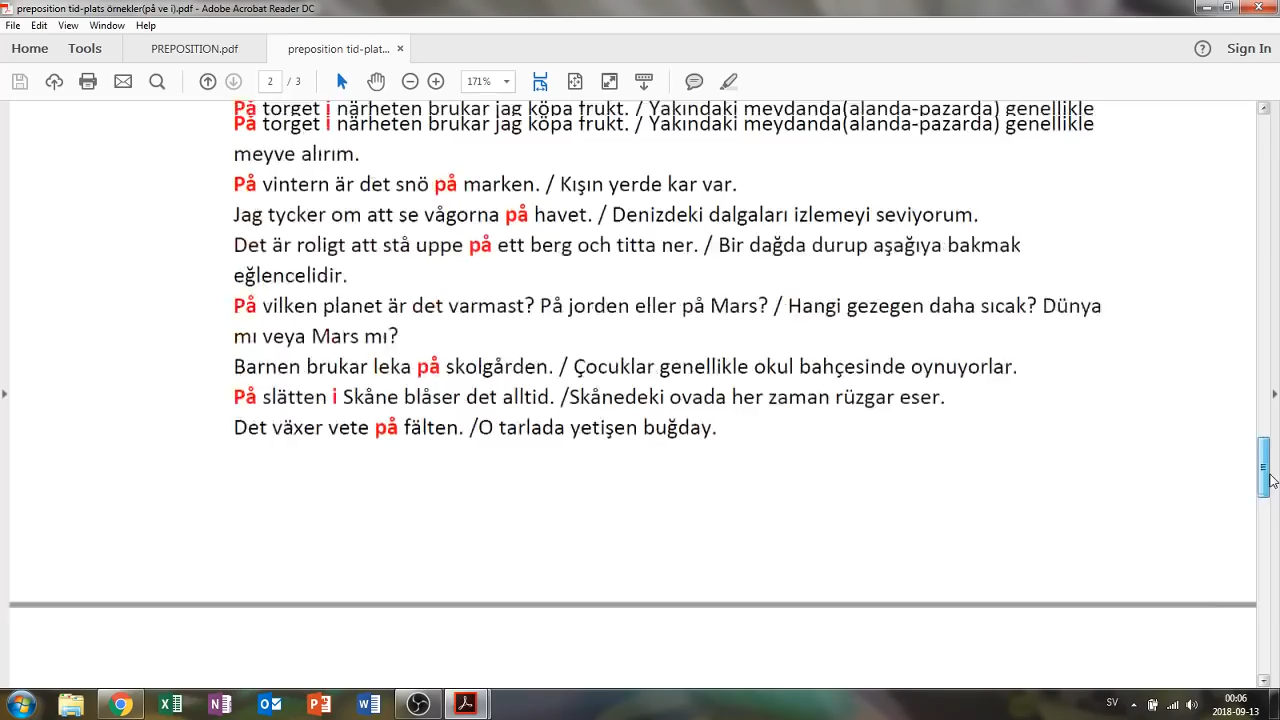 preposition tid-plats örnekler(på ve i).pdf - Adobe Acrobat Reader DC
File Edit View Window Help
Home Tools PREPOSITION.pdf preposition tid-plat... × Sign In
2 / 3 171%
På torget i närheten brukar jag köpa frukt. / Yakındaki meydanda(alanda-pazarda) genellikle
På torget i närheten brukar jag köpa frukt. / Yakındaki meydanda(alanda-pazarda) genellikle
meyve alırım.
På vintern är det snö på marken. / Kışın yerde kar var.
Jag tycker om att se vågorna på havet. / Denizdeki dalgaları izlemeyi seviyorum.
Det är roligt att stå uppe på ett berg och titta ner. / Bir dağda durup aşağıya bakmak
eğlencelidir.
På vilken planet är det varmast? På jorden eller på Mars? / Hangi gezegen daha sıcak? Dünya
mı veya Mars mı?
Barnen brukar leka på skolgården. / Çocuklar genellikle okul bahçesinde oynuyorlar.
På slätten i Skåne blåser det alltid. /Skånedeki ovada her zaman rüzgar eser.
Det växer vete på fälten. /O tarlada yetişen buğday.
SV 00:06
2018-09-13